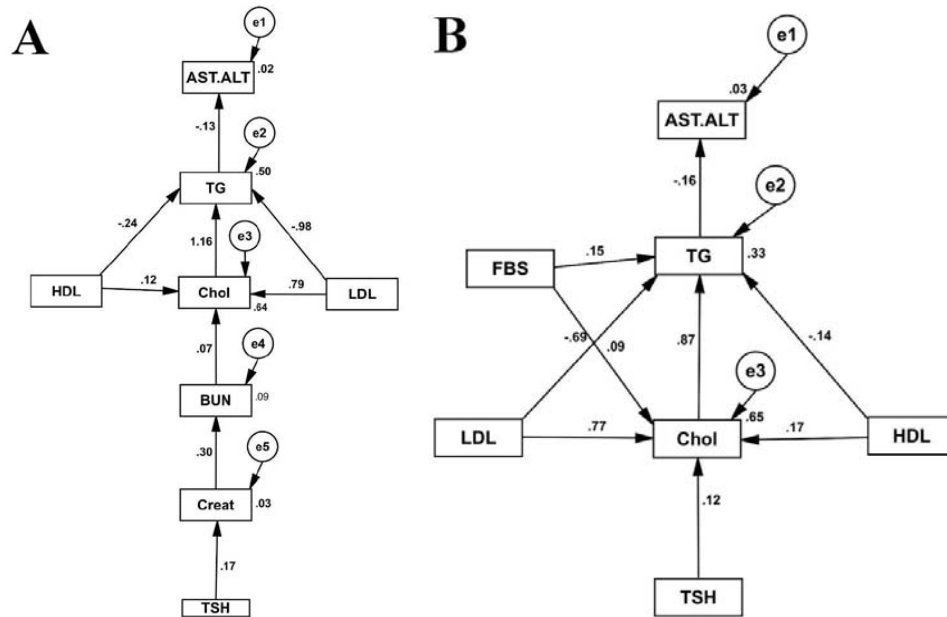 A
e1
AST.ALT
.02
-.13
e2
.50
TG
-.24
-.98
1.16
e3
HDL
.12
Chol
.79
LDL
.64
.07
e4
BUN
.09
.30
e5
Creat
.03
.17
TSH
B
e1
.03
AST.ALT
-.16
e2
FBS
.15
TG
.33
-.69
.09
.87
-.14
e3
.65
LDL
.77
Chol
.17
HDL
.12
TSH